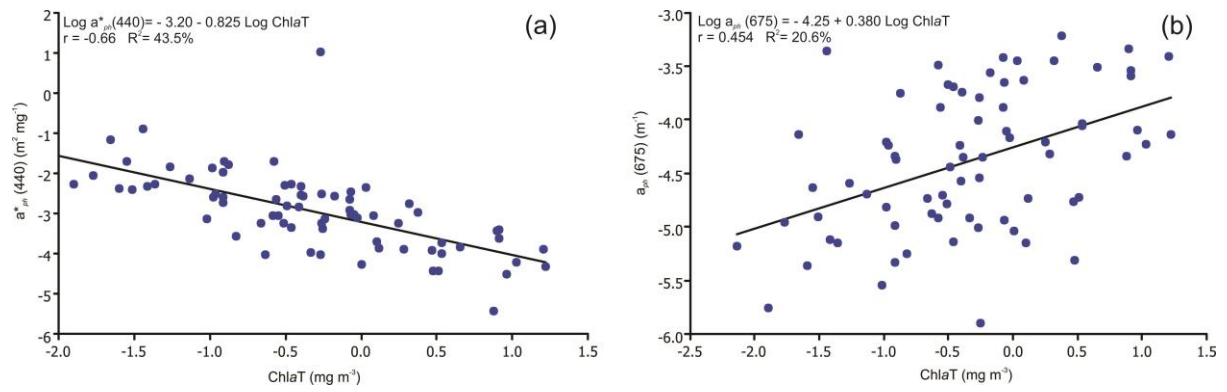 Log a*ph(440)= - 3.20 - 0.825 Log ChlaT
r = -0.66 R²= 43.5%
(a)
a*ph (440) (m² mg⁻¹)
2
1
0
-1
-2
-3
-4
-5
-6
-2.0 -1.5 -1.0 -0.5 0.0 0.5 1.0 1.5
ChlaT (mg m⁻³)
Log aph (675) = - 4.25 + 0.380 Log ChlaT
r = 0.454 R²= 20.6%
(b)
aph (675) (m⁻¹)
-3.0
-3.5
-4.0
-4.5
-5.0
-5.5
-6.0
-2.5 -2.0 -1.5 -1.0 -0.5 0.0 0.5 1.0 1.5
ChlaT (mg m⁻³)